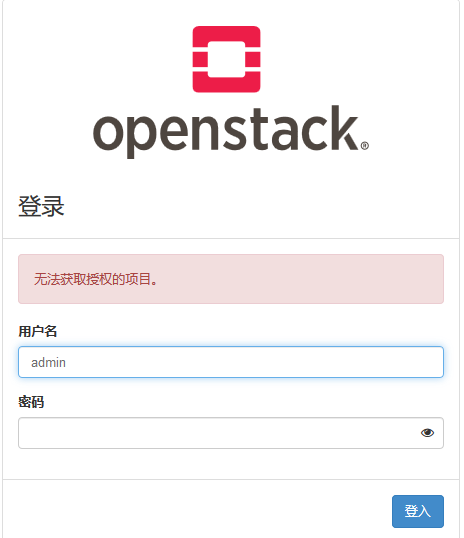 openstack®
登录
无法获取授权的项目。
用户名
admin
密码
登入